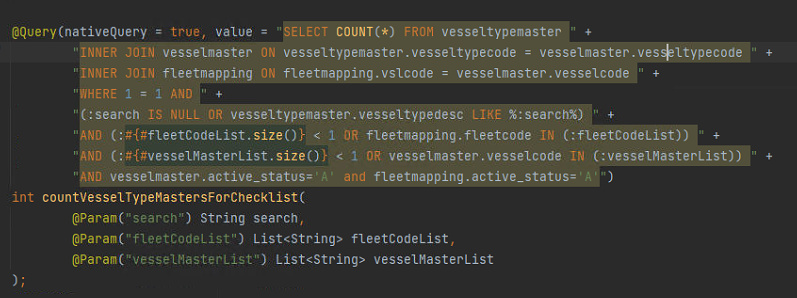 @Query(nativeQuery = true, value = "SELECT COUNT(*) FROM vesseltypemaster " +
"INNER JOIN vesselmaster ON vesseltypemaster.vesseltypecode = vesselmaster.vesseltypecode " +
"INNER JOIN fleetmapping ON fleetmapping.vslcode = vesselmaster.vesselcode " +
"WHERE 1 = 1 AND " +
"(:search IS NULL OR vesseltypemaster.vesseltypedesc LIKE %:search%) " +
"AND (:#{#fleetCodeList.size()} < 1 OR fleetmapping.fleetcode IN (:fleetCodeList)) " +
"AND (:#{#vesselMasterList.size()} < 1 OR vesselmaster.vesselcode IN (:vesselMasterList)) " +
"AND vesselmaster.active_status='A' and fleetmapping.active_status='A'")
int countVesselTypeMastersForChecklist(
@Param("search") String search,
@Param("fleetCodeList") List<String> fleetCodeList,
@Param("vesselMasterList") List<String> vesselMasterList
);